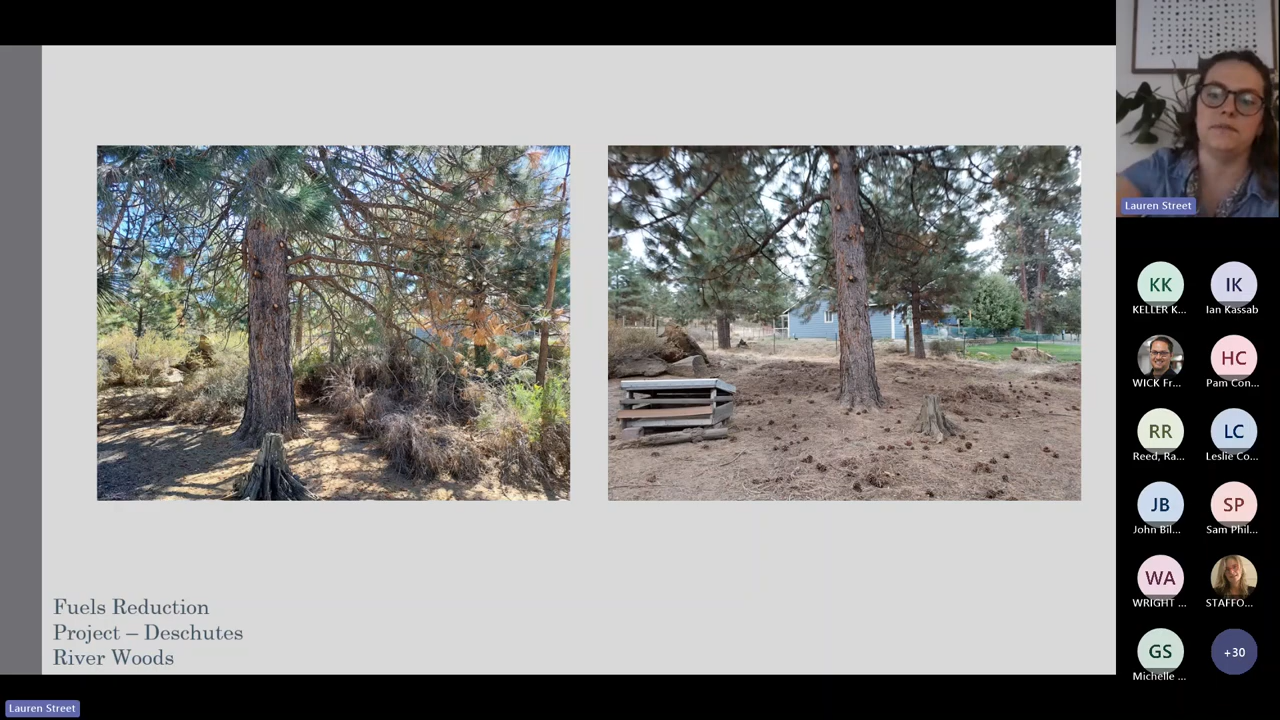 Fuels Reduction
Project – Deschutes
River Woods
Lauren Street
KK
KELLER K...
IK
Ian Kassab
WICK Fr...
HC
Pam Con...
RR
Reed, Ra...
LC
Leslie Co...
JB
John Bil...
SP
Sam Phil...
WA
WRIGHT ...
STAFFO...
GS
Michelle ...
+30
Lauren Street